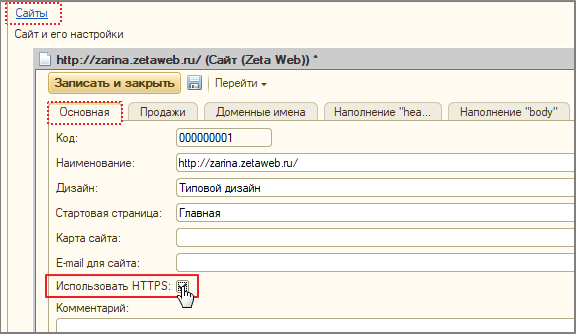 Сайты
Сайт и его настройки
http://zarina.zetaweb.ru/ (Сайт (Zeta Web)) *
Записать и закрыть Перейти
Основная Продажи Доменные имена Наполнение "hea... Наполнение "body"
Код: 000000001
Наименование: http://zarina.zetaweb.ru/
Дизайн: Типовой дизайн
Стартовая страница: Главная
Карта сайта:
E-mail для сайта:
Использовать HTTPS:
Комментарий: